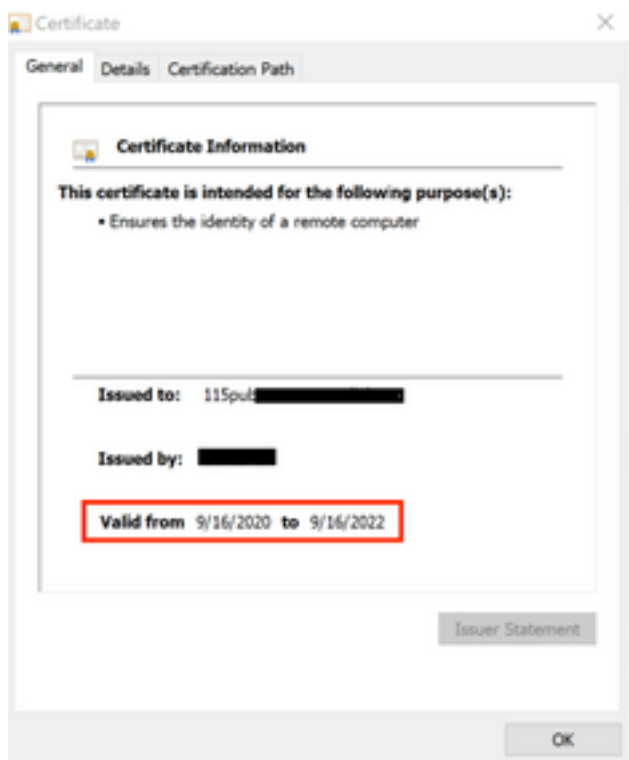 Certificate
General Details Certification Path
Certificate Information
This certificate is intended for the following purpose(s):
• Ensures the identity of a remote computer
Issued to: 115pub
Issued by:
Valid from 9/16/2020 to 9/16/2022
Issuer Statement
OK